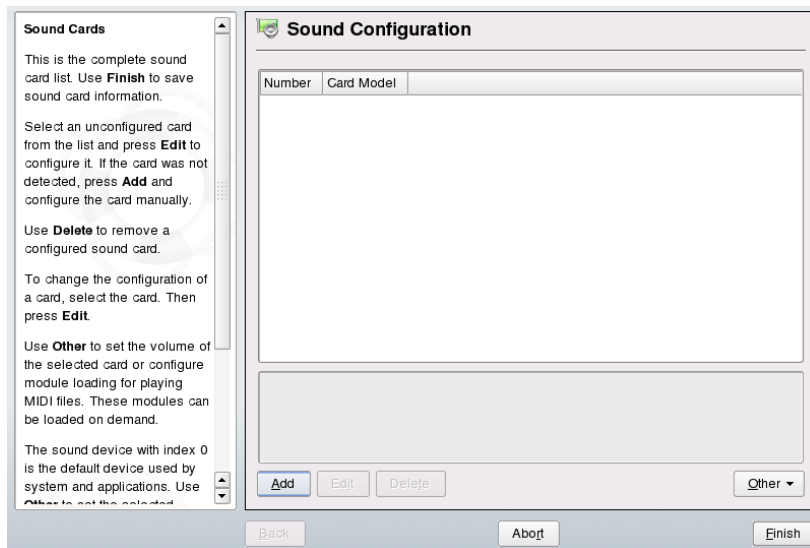 Sound Cards
This is the complete sound
card list. Use Finish to save
sound card information.
Select an unconfigured card
from the list and press Edit to
configure it. If the card was not
detected, press Add and
configure the card manually.
Use Delete to remove a
configured sound card.
To change the configuration of
a card, select the card. Then
press Edit.
Use Other to set the volume of
the selected card or configure
module loading for playing
MIDI files. These modules can
be loaded on demand.
The sound device with index 0
is the default device used by
system and applications. Use
Other to set the selected
Sound Configuration
Number Card Model
Add Edit Delete Other
Back Abort Finish